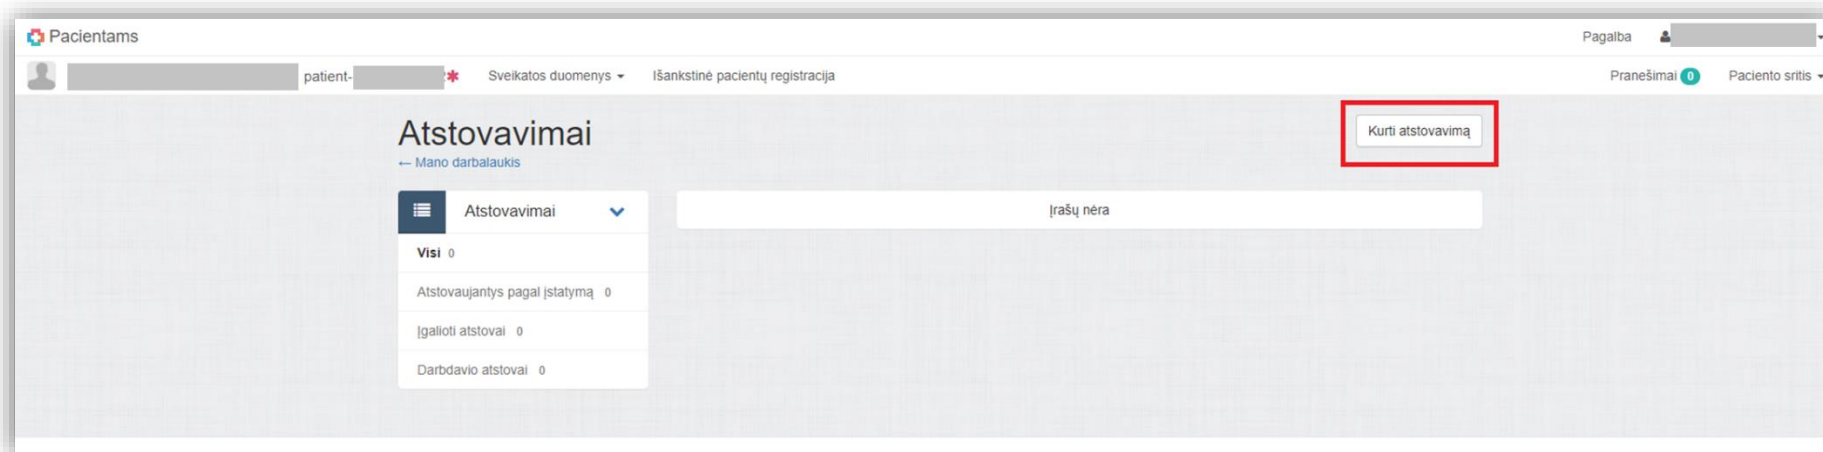 Pacientams Pagalba
patient- Sveikatos duomenys Išankstinė pacientų registracija Pranešimai 0 Paciento sritis
Atstovavimai Kurti atstovavimą
← Mano darbalaukis
Atstovavimai Įrašų nėra
Visi 0
Atstovaujantys pagal įstatymą 0
Įgalioti atstovai 0
Darbdavio atstovai 0